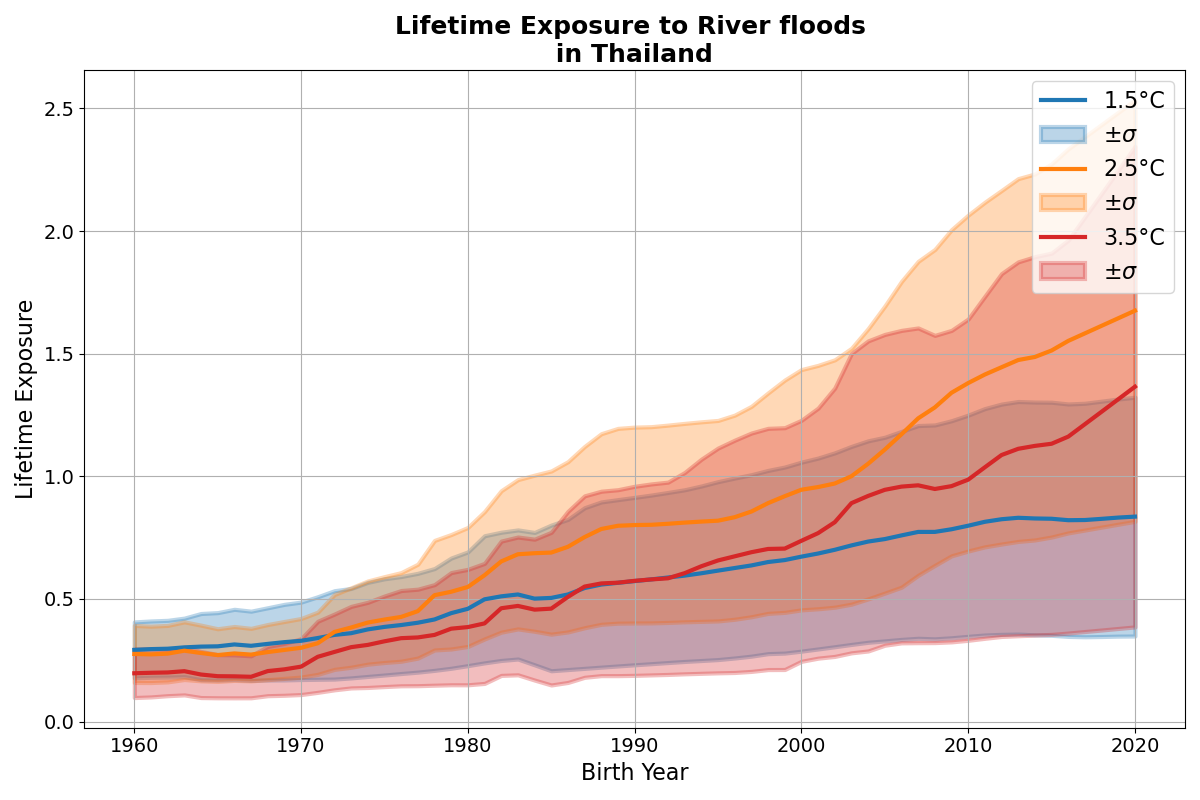 Lifetime Exposure to River floods
in Thailand
Lifetime Exposure
2.5
2.0
1.5
1.0
0.5
0.0
1960
1970
1980
1990
2000
2010
2020
Birth Year
1.5°C
±σ
2.5°C
±σ
3.5°C
±σ